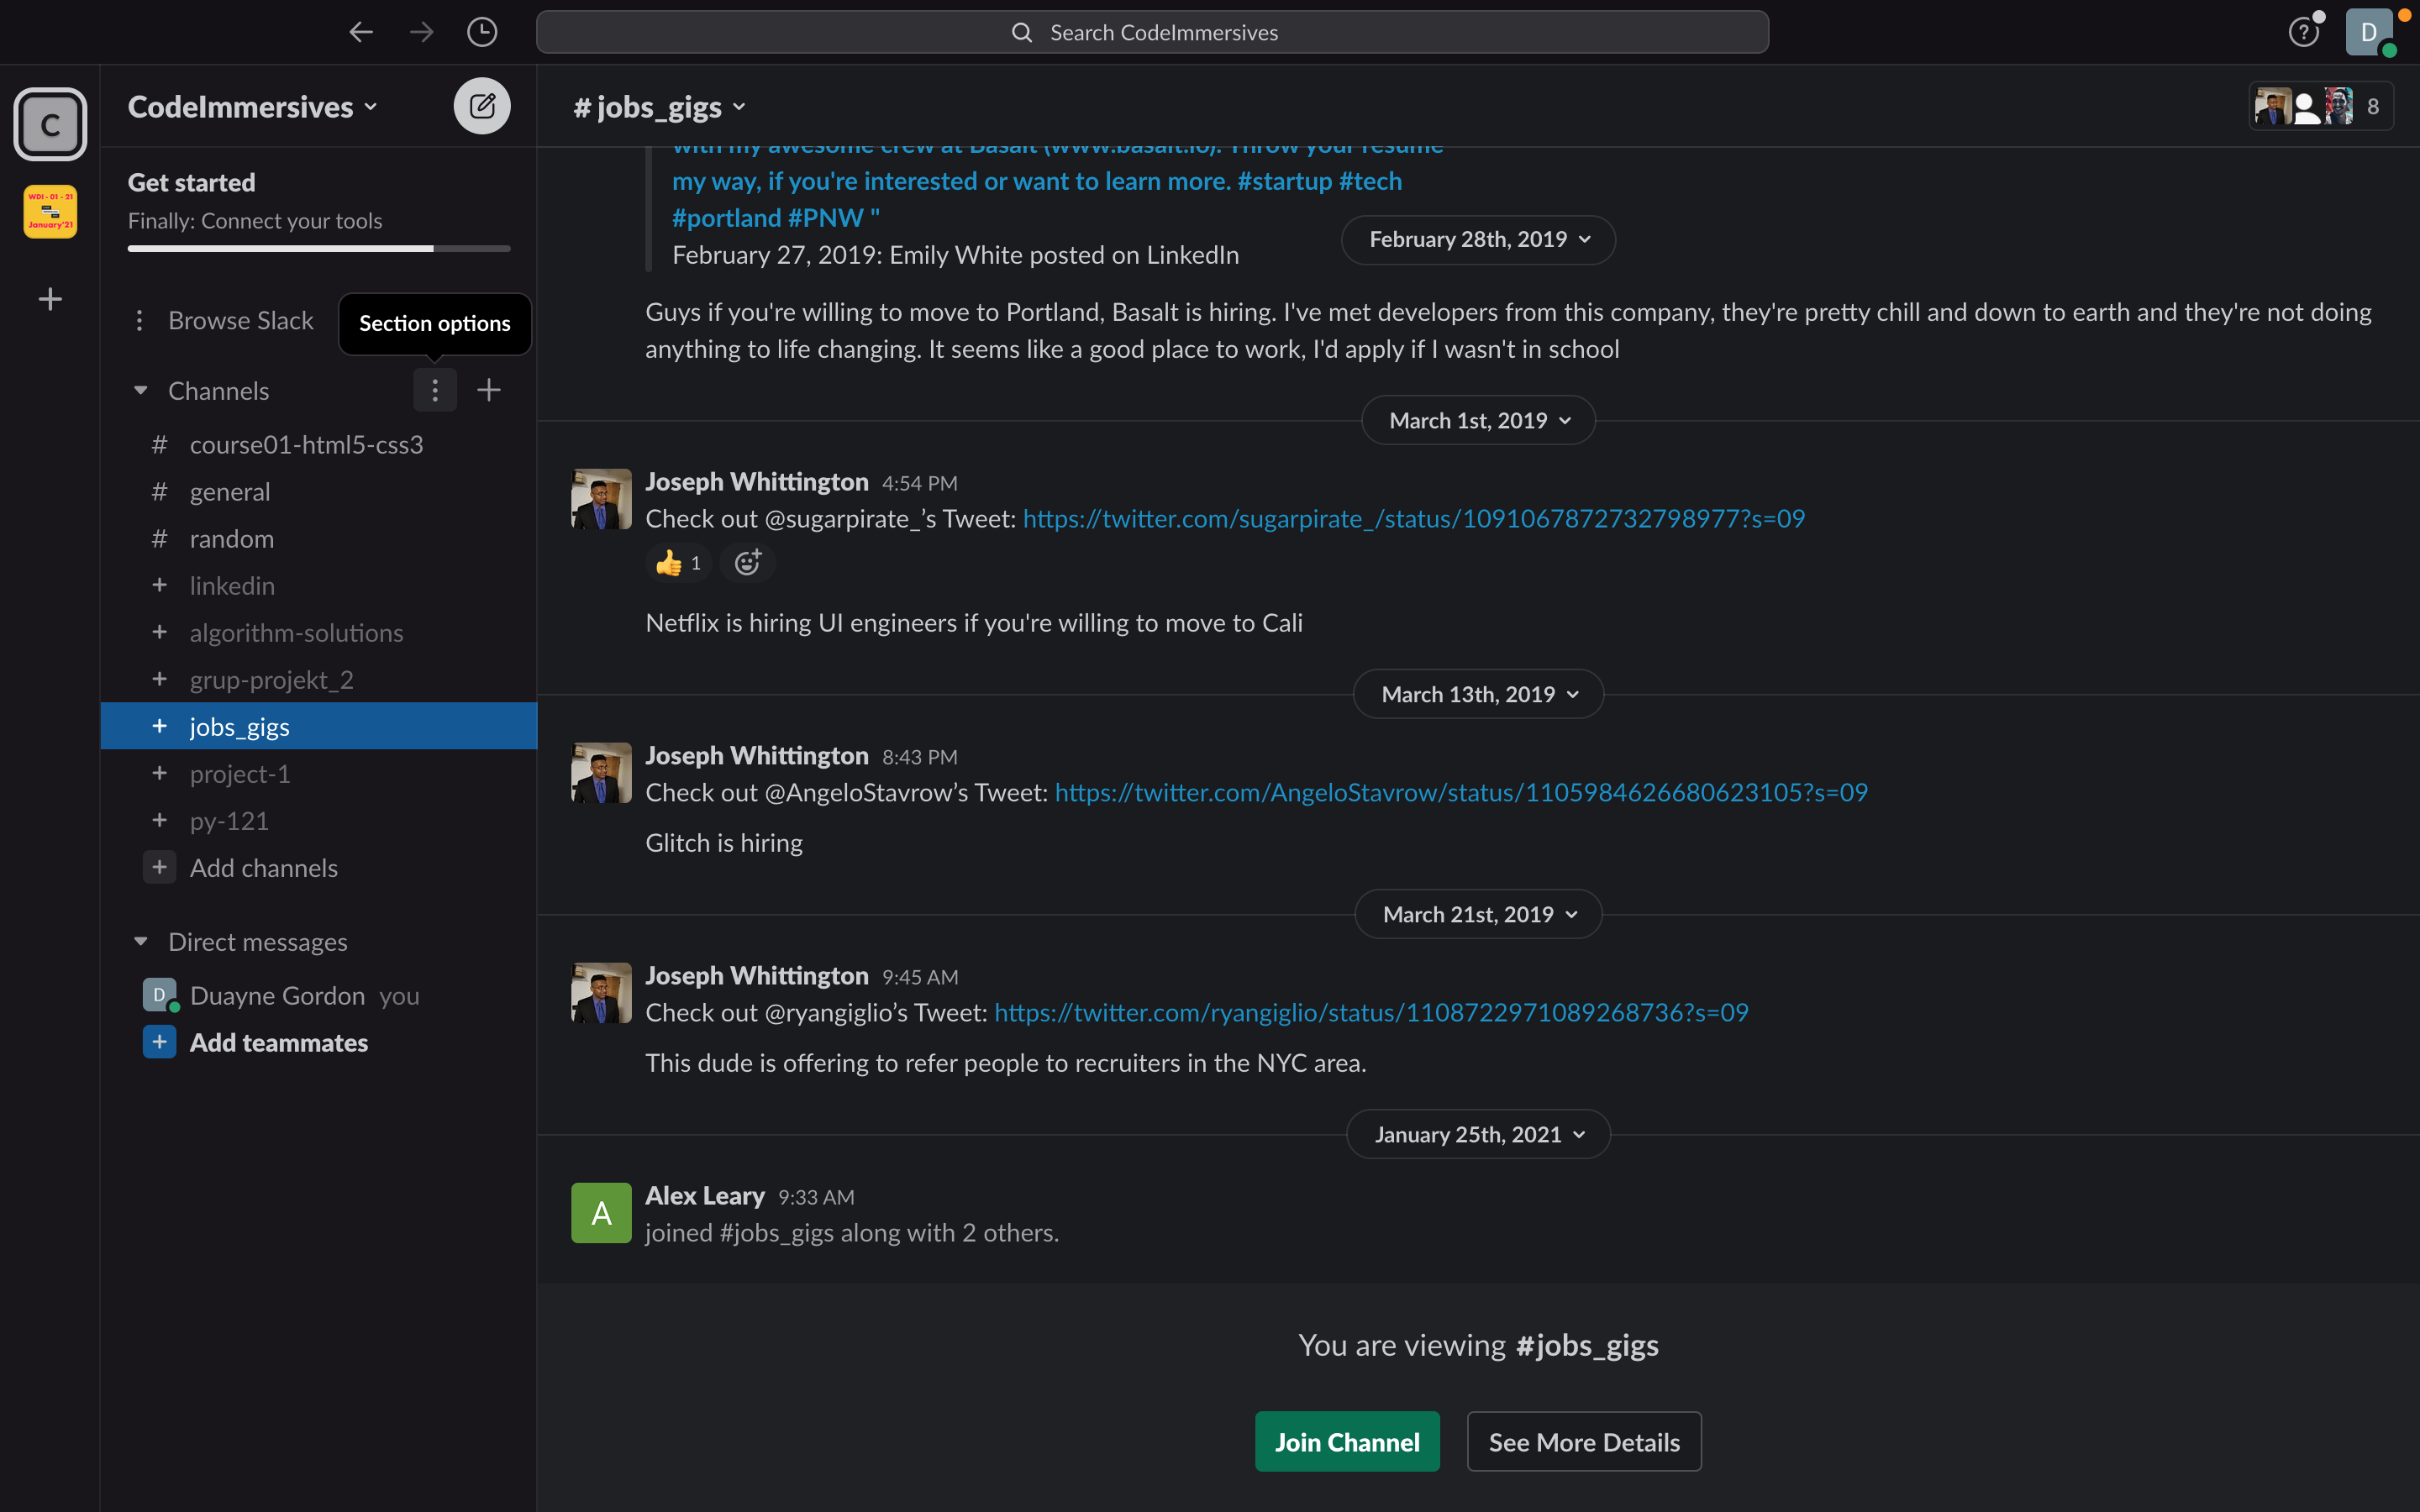 Search CodeImmersives
?
D
C
CodeImmersives
# jobs_gigs
8
WDI - 01 - 21
January'21
Get started
Finally: Connect your tools
Browse Slack
Section options
Channels
# course01-html5-css3
# general
# random
+ linkedin
+ algorithm-solutions
+ grup-projekt_2
+ jobs_gigs
+ project-1
+ py-121
+ Add channels
Direct messages
D Duayne Gordon you
+ Add teammates
with my awesome crew at Basalt (www.basalt.io). Throw your resume
my way, if you're interested or want to learn more. #startup #tech
#portland #PNW "
February 28th, 2019
February 27, 2019: Emily White posted on LinkedIn
Guys if you're willing to move to Portland, Basalt is hiring. I've met developers from this company, they're pretty chill and down to earth and they're not doing
anything to life changing. It seems like a good place to work, I'd apply if I wasn't in school
March 1st, 2019
Joseph Whittington 4:54 PM
Check out @sugarpirate_’s Tweet: https://twitter.com/sugarpirate_/status/1091067872732798977?s=09
👍 1
Netflix is hiring UI engineers if you're willing to move to Cali
March 13th, 2019
Joseph Whittington 8:43 PM
Check out @AngeloStavrow’s Tweet: https://twitter.com/AngeloStavrow/status/1105984626680623105?s=09
Glitch is hiring
March 21st, 2019
Joseph Whittington 9:45 AM
Check out @ryangiglio’s Tweet: https://twitter.com/ryangiglio/status/1108722971089268736?s=09
This dude is offering to refer people to recruiters in the NYC area.
January 25th, 2021
A
Alex Leary 9:33 AM
joined #jobs_gigs along with 2 others.
You are viewing #jobs_gigs
Join Channel
See More Details